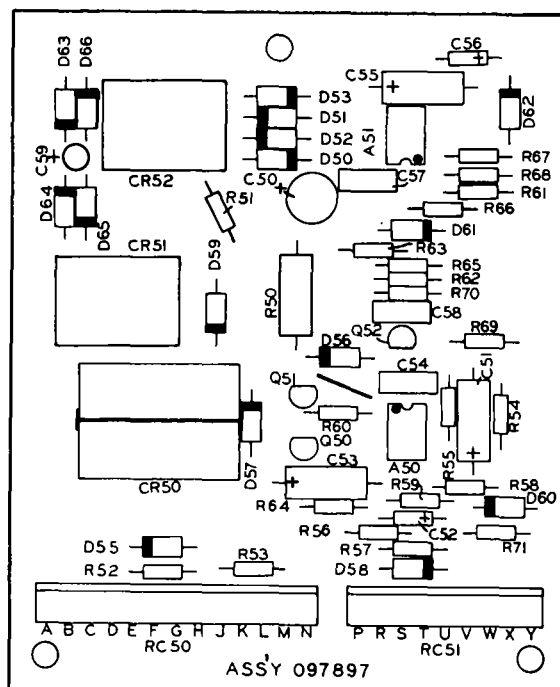 D63
D66
C56
C55
D53
D51
D52
D50
A51
D62
C59
R67
R68
R61
C50
C57
CR52
R51
R66
D64
D65
D61
R63
CR51
D59
R65
R62
R70
R50
C58
Q52
R69
D56
C51
C54
Q5
R60
R54
Q50
A50
R55
D57
C53
CR50
R59
R58
D60
R64
C52
R56
R71
D55
R57
R53
R52
D58
A B C D E F G H J K L M N
P R S T U V W X Y
RC50
RC51
ASS'Y 097897